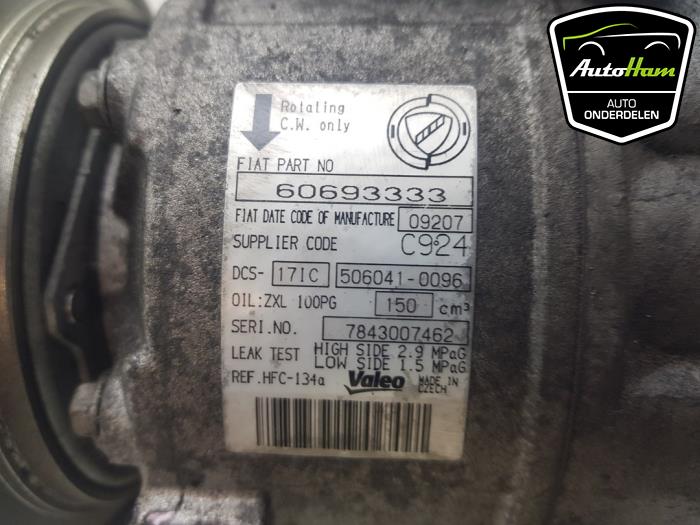 AutoHam
AUTO
ONDERDELEN
Rotating
C.W. only
FIAT PART NO
60693333
FIAT DATE CODE OF MANUFACTURE 09207
SUPPLIER CODE C924
DCS- 17IC 506041-0096
OIL:ZXL 100PG 150 cm³
SERI.NO. 7843007462
LEAK TEST HIGH SIDE 2.9 MPaG
LOW SIDE 1.5 MPaG
REF.HFC-134a Valeo MADE IN
CZECH